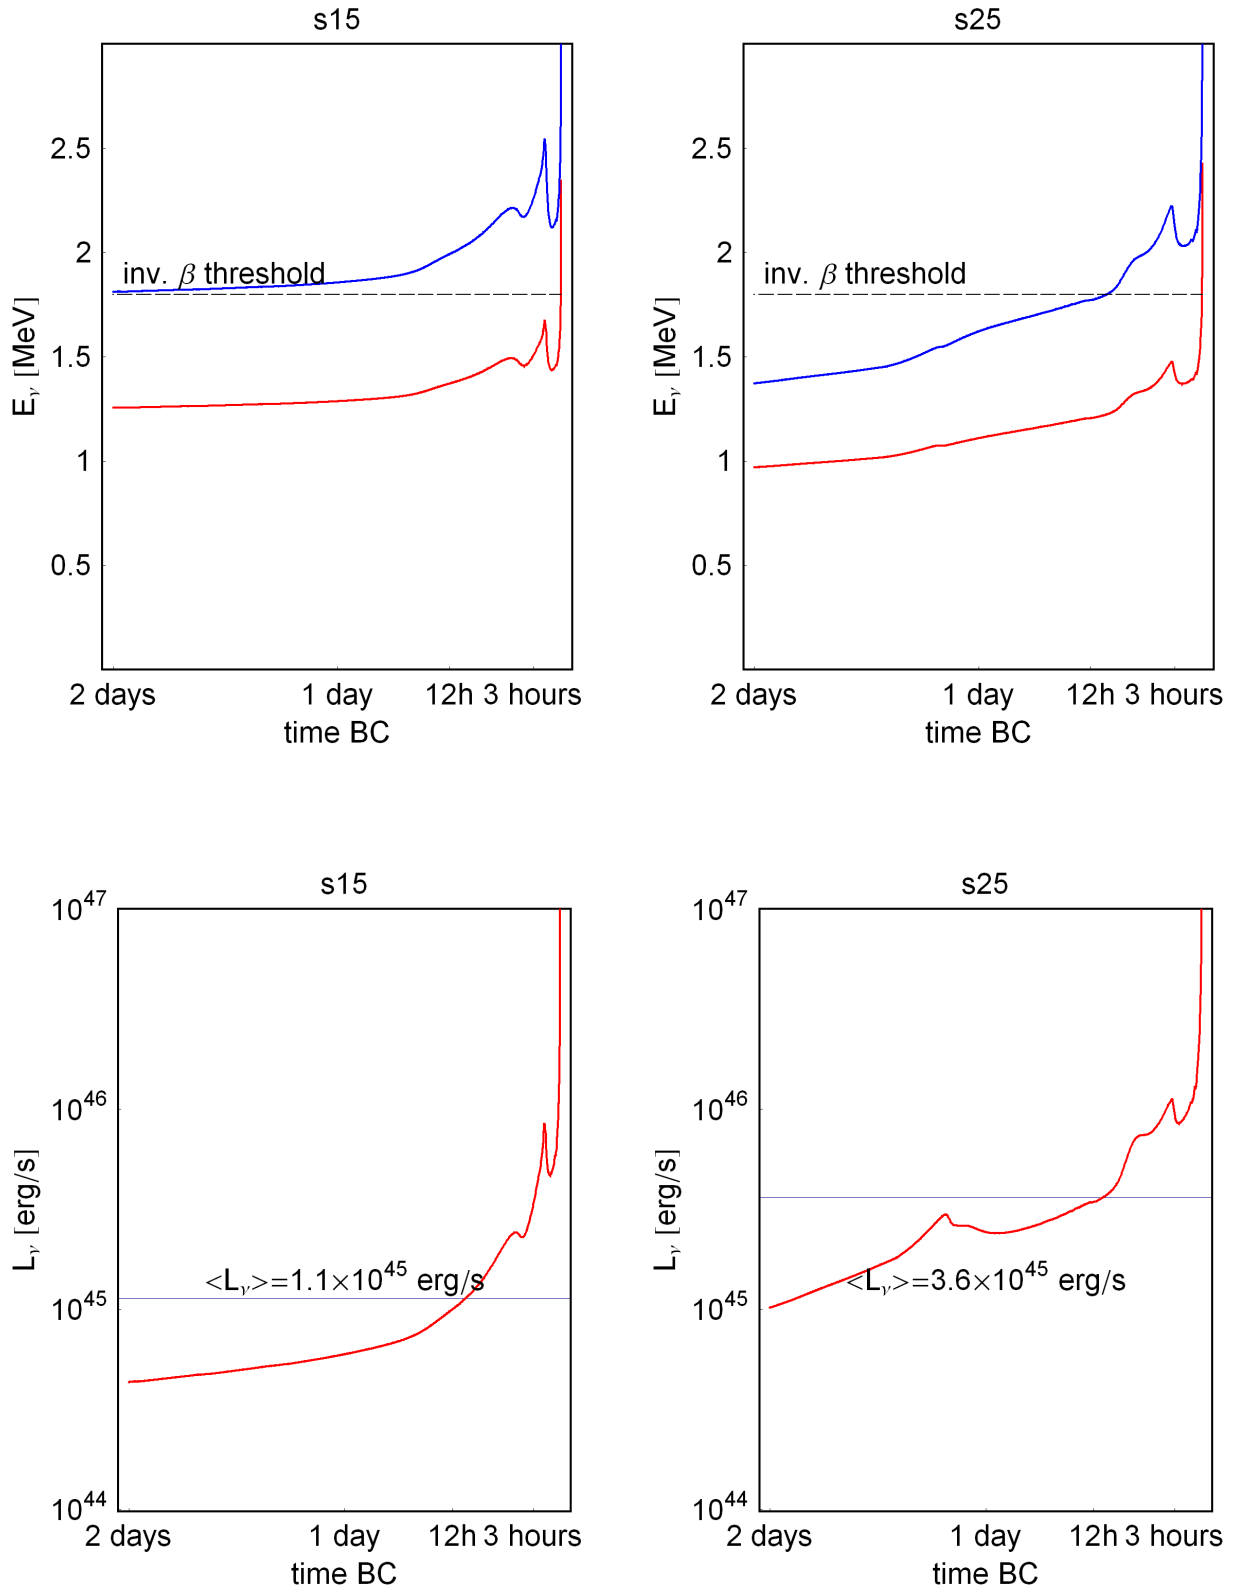 s15
2.5
2
1.5
1
0.5
E_ν [MeV]
inv. β threshold
2 days 1 day 12h 3 hours
time BC
s25
2.5
2
1.5
1
0.5
E_ν [MeV]
inv. β threshold
2 days 1 day 12h 3 hours
time BC
s15
10^47
10^46
10^45
10^44
L_ν [erg/s]
<L_ν>=1.1×10^45 erg/s
2 days 1 day 12h 3 hours
time BC
s25
10^47
10^46
10^45
10^44
L_ν [erg/s]
<L_ν>=3.6×10^45 erg/s
2 days 1 day 12h 3 hours
time BC